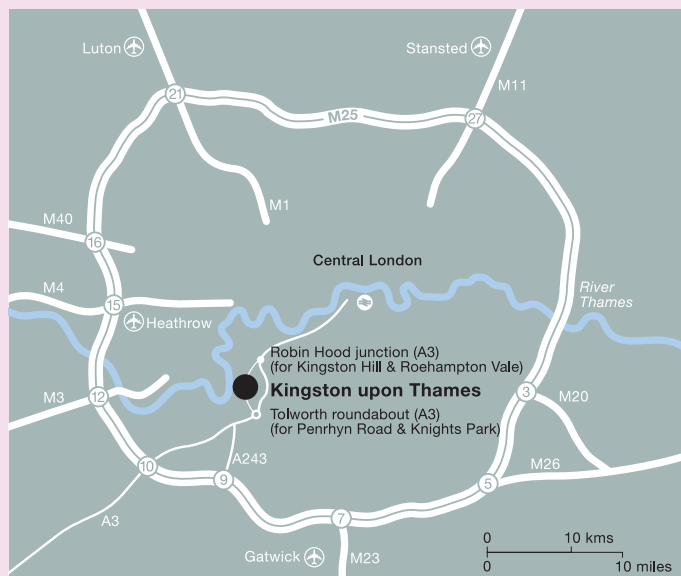 Luton
Stansted
M11
21
M25
27
M1
M40
16
Central London
M4
15
River
Thames
Heathrow
Robin Hood junction (A3)
(for Kingston Hill & Roehampton Vale)
Kingston upon Thames
M3
12
3
M20
Tolworth roundabout (A3)
(for Penrhyn Road & Knights Park)
A243
10
9
M26
5
A3
7
Gatwick
M23
0 10 kms
0 10 miles